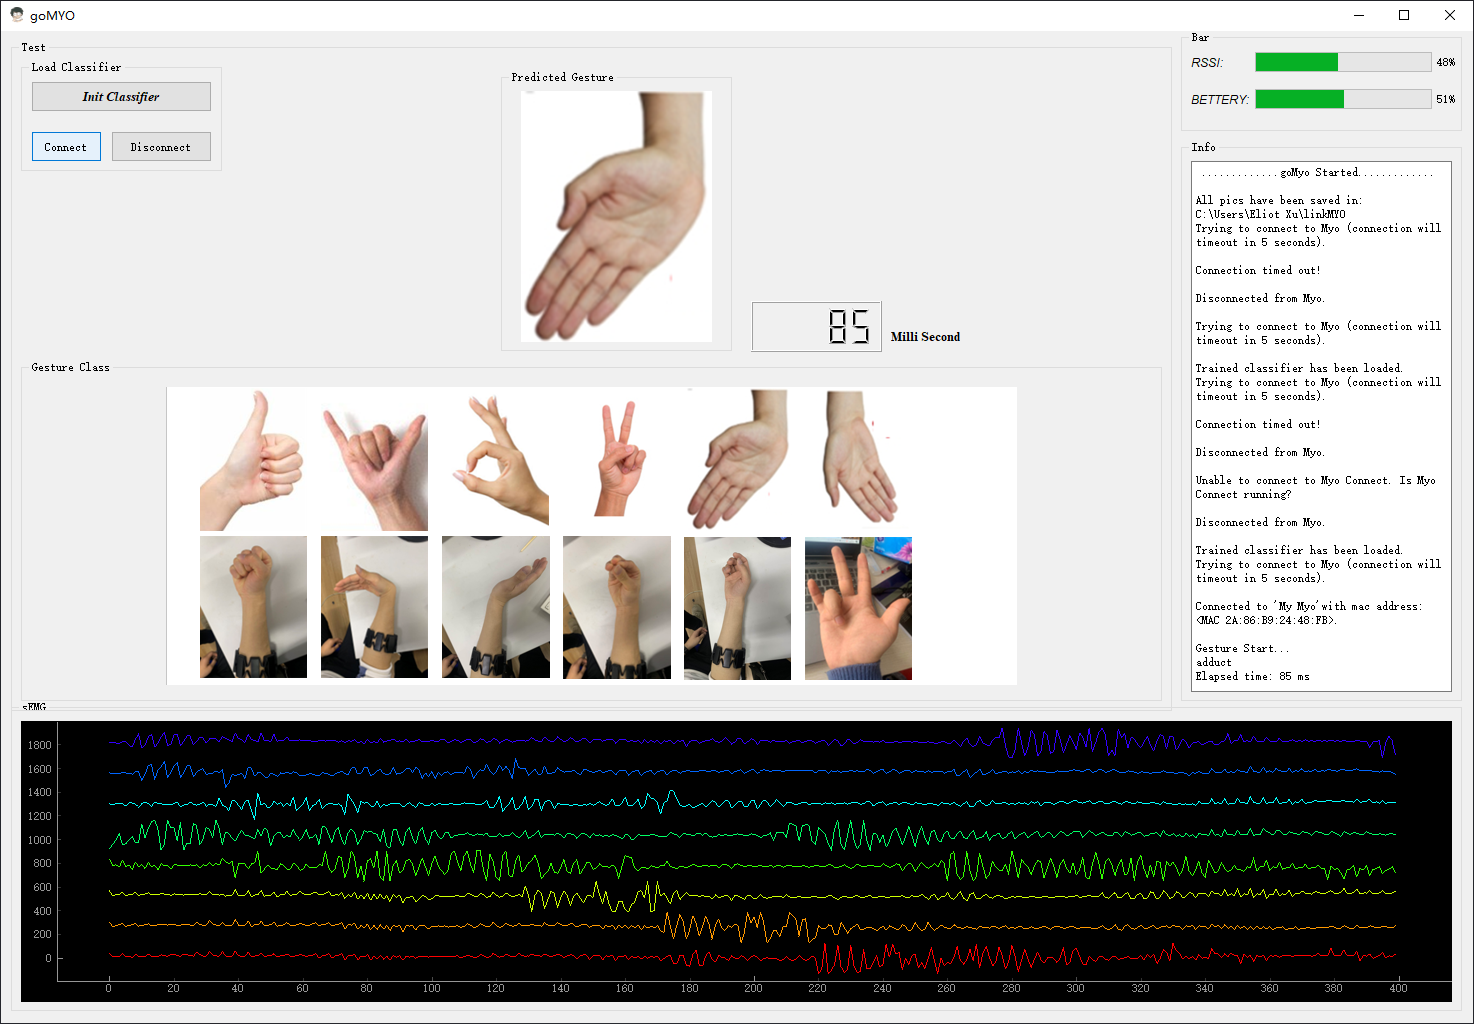 goMYO
Test
Load Classifier
Init Classifier
Connect
Disconnect
Predicted Gesture
85
Milli Second
Gesture Class
Bar
RSSI:
48%
BETTERY:
51%
Info
.............goMyo Started.............
All pics have been saved in:
C:\Users\Eliot Xu\linkMYO
Trying to connect to Myo (connection will
timeout in 5 seconds).
Connection timed out!
Disconnected from Myo.
Trying to connect to Myo (connection will
timeout in 5 seconds).
Trained classifier has been loaded.
Trying to connect to Myo (connection will
timeout in 5 seconds).
Connection timed out!
Disconnected from Myo.
Unable to connect to Myo Connect. Is Myo
Connect running?
Disconnected from Myo.
Trained classifier has been loaded.
Trying to connect to Myo (connection will
timeout in 5 seconds).
Connected to 'My Myo'with mac address:
<MAC 2A:86:B9:24:48:FB>.
Gesture Start...
adduct
Elapsed time: 85 ms
sEMG
1800
1600
1400
1200
1000
800
600
400
200
0
0 20 40 60 80 100 120 140 160 180 200 220 240 260 280 300 320 340 360 380 400